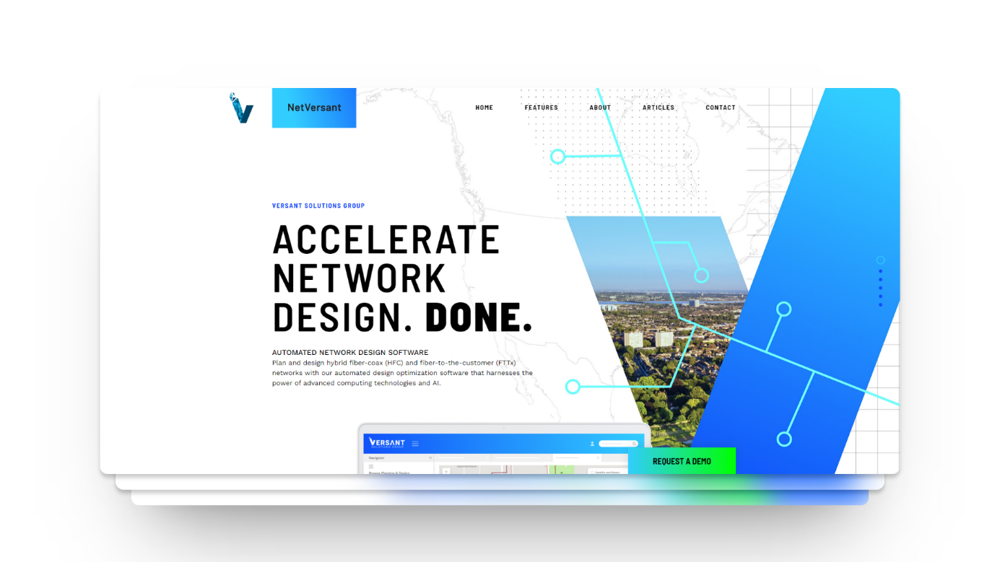 NetVersant
HOME
FEATURES
ABOUT
ARTICLES
CONTACT
VERSANT SOLUTIONS GROUP
ACCELERATE
NETWORK
DESIGN. DONE.
AUTOMATED NETWORK DESIGN SOFTWARE
Plan and design hybrid fiber-coax (HFC) and fiber-to-the-customer (FTTx)
networks with our automated design optimization software that harnesses the
power of advanced computing technologies and AI.
VERSANT
SOLUTIONS GROUP
Navigator
REQUEST A DEMO